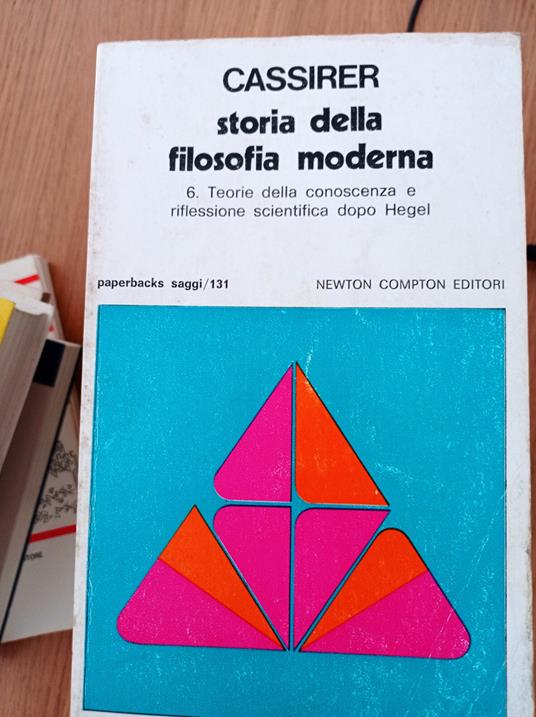 CASSIRER
storia della
filosofia moderna
6. Teorie della conoscenza e
riflessione scientifica dopo Hegel
paperbacks saggi/131 NEWTON COMPTON EDITORI